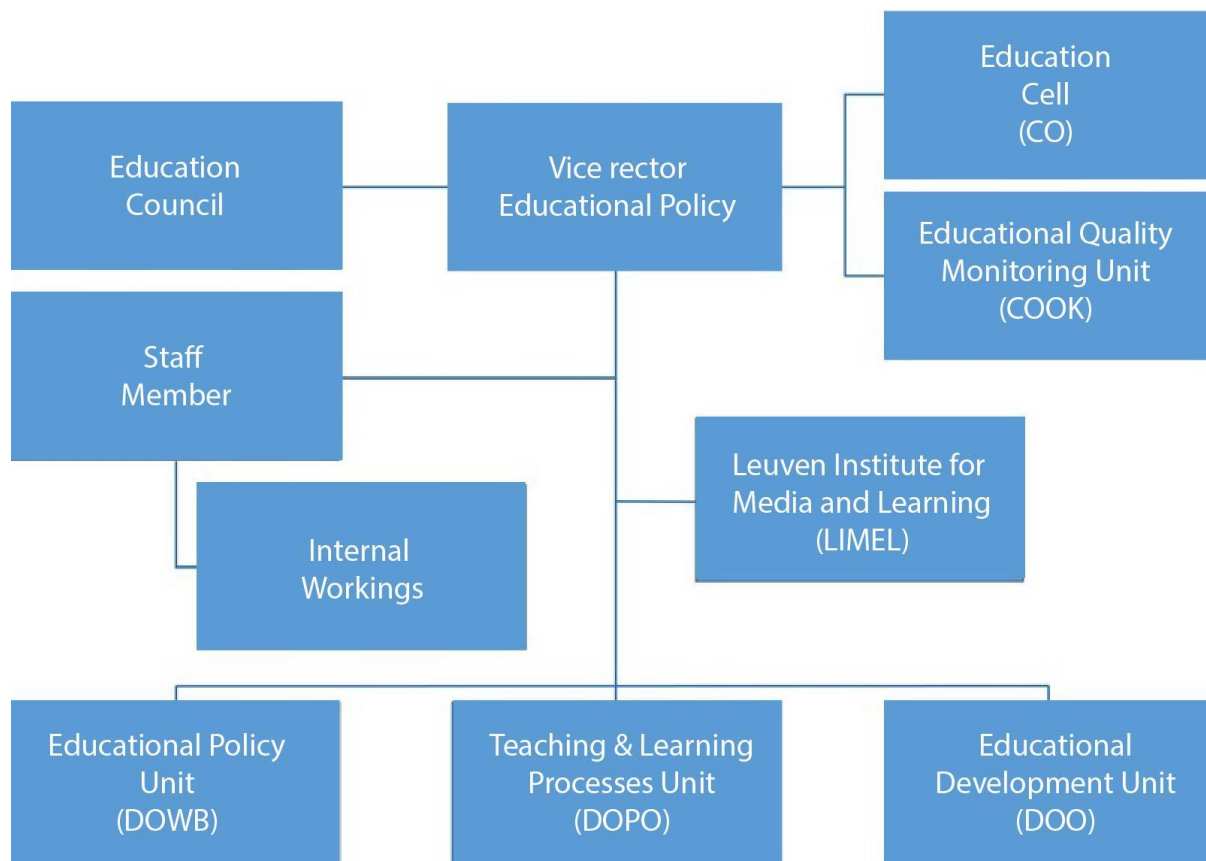 Education
Council
Vice rector
Educational Policy
Education
Cell
(CO)
Educational Quality
Monitoring Unit
(COOK)
Staff
Member
Leuven Institute for
Media and Learning
(LIMEL)
Internal
Workings
Educational Policy
Unit
(DOWB)
Teaching & Learning
Processes Unit
(DOPO)
Educational
Development Unit
(DOO)